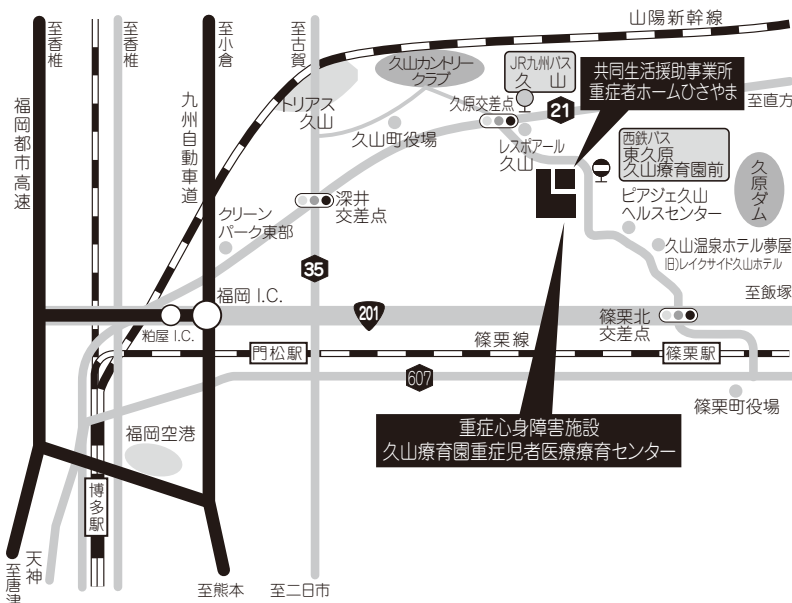 山陽新幹線
至香椎
至香椎
至小倉
至古賀
久山カントリー
クラブ
JR九州バス
久山
共同生活援助事業所
重症者ホームひさやま
至直方
21
久原交差点
トリアス
久山
久山町役場
レスポアール
久山
西鉄バス
東久原
久山療育園前
久原ダム
福岡都市高速
九州自動車道
深井
交差点
クリーン
パーク東部
ピアジェ久山
ヘルスセンター
久山温泉ホテル夢屋
(旧)レイクサイド久山ホテル
35
福岡 I.C.
粕屋 I.C.
201
至飯塚
篠栗北
交差点
篠栗線
門松駅
篠栗駅
607
篠栗町役場
重症心身障害施設
久山療育園重症児者医療療育センター
福岡空港
博多駅
天神
至唐津
至熊本
至二日市